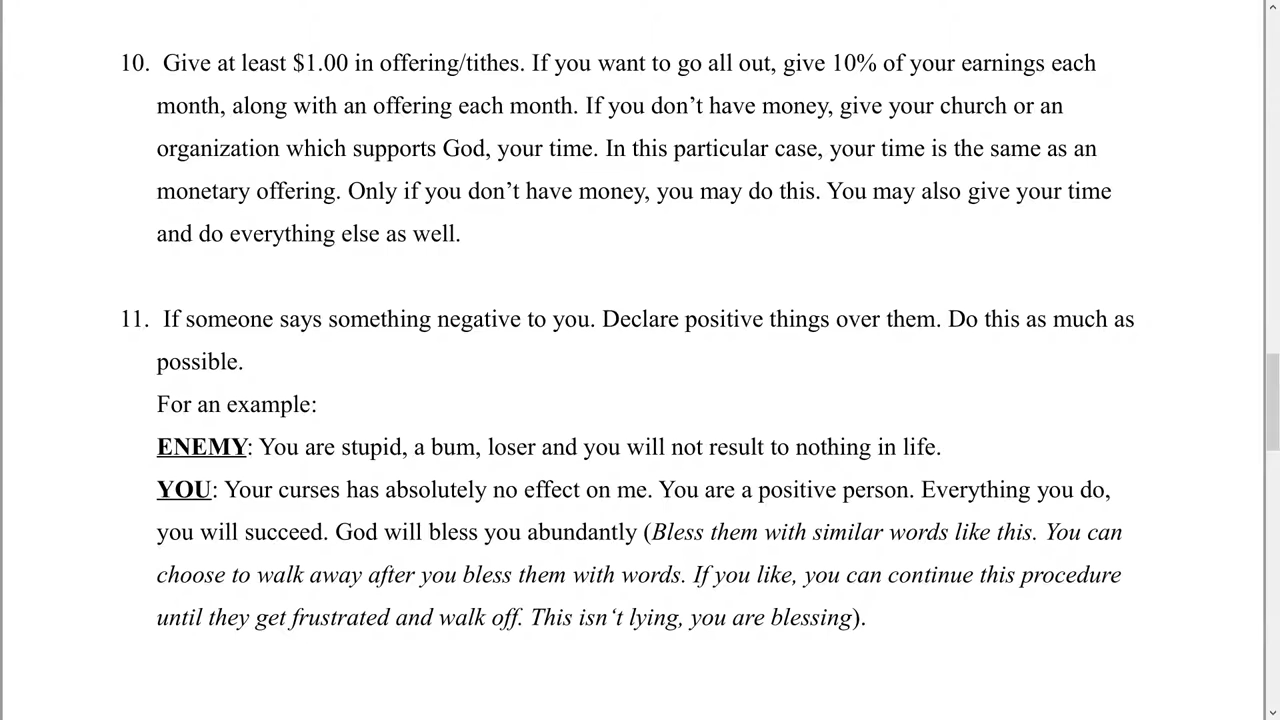 10. Give at least $1.00 in offering/tithes. If you want to go all out, give 10% of your earnings each
month, along with an offering each month. If you don’t have money, give your church or an
organization which supports God, your time. In this particular case, your time is the same as an
monetary offering. Only if you don’t have money, you may do this. You may also give your time
and do everything else as well.
11. If someone says something negative to you. Declare positive things over them. Do this as much as
possible.
For an example:
ENEMY: You are stupid, a bum, loser and you will not result to nothing in life.
YOU: Your curses has absolutely no effect on me. You are a positive person. Everything you do,
you will succeed. God will bless you abundantly (Bless them with similar words like this. You can
choose to walk away after you bless them with words. If you like, you can continue this procedure
until they get frustrated and walk off. This isn‘t lying, you are blessing).